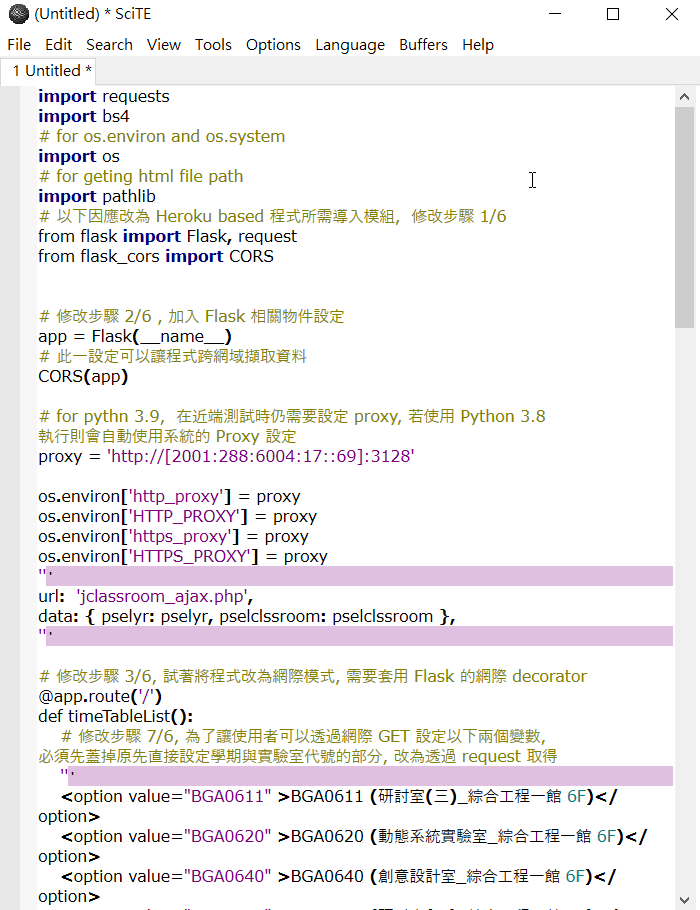 (Untitled) * SciTE
File Edit Search View Tools Options Language Buffers Help
1 Untitled *
import requests
import bs4
# for os.environ and os.system
import os
# for geting html file path
import pathlib
# 以下因應改為 Heroku based 程式所需導入模組, 修改步驟 1/6
from flask import Flask, request
from flask_cors import CORS
# 修改步驟 2/6 , 加入 Flask 相關物件設定
app = Flask(__name__)
# 此一設定可以讓程式跨網域擷取資料
CORS(app)
# for pythn 3.9, 在近端測試時仍需要設定 proxy, 若使用 Python 3.8
執行則會自動使用系統的 Proxy 設定
proxy = 'http://[2001:288:6004:17::69]:3128'
os.environ['http_proxy'] = proxy
os.environ['HTTP_PROXY'] = proxy
os.environ['https_proxy'] = proxy
os.environ['HTTPS_PROXY'] = proxy
'''
url: 'jclassroom_ajax.php',
data: { pselyr: pselyr, pselclssroom: pselclssroom },
'''
# 修改步驟 3/6, 試著將程式改為網際模式, 需要套用 Flask 的網際 decorator
@app.route('/')
def timeTableList():
# 修改步驟 7/6, 為了讓使用者可以透過網際 GET 設定以下兩個變數,
必須先蓋掉原先直接設定學期與實驗室代號的部分, 改為透過 request 取得
'''
<option value="BGA0611" >BGA0611 (研討室(三)_綜合工程一館 6F)</
option>
<option value="BGA0620" >BGA0620 (動態系統實驗室_綜合工程一館 6F)</
option>
<option value="BGA0640" >BGA0640 (創意設計室_綜合工程一館 6F)</
option>